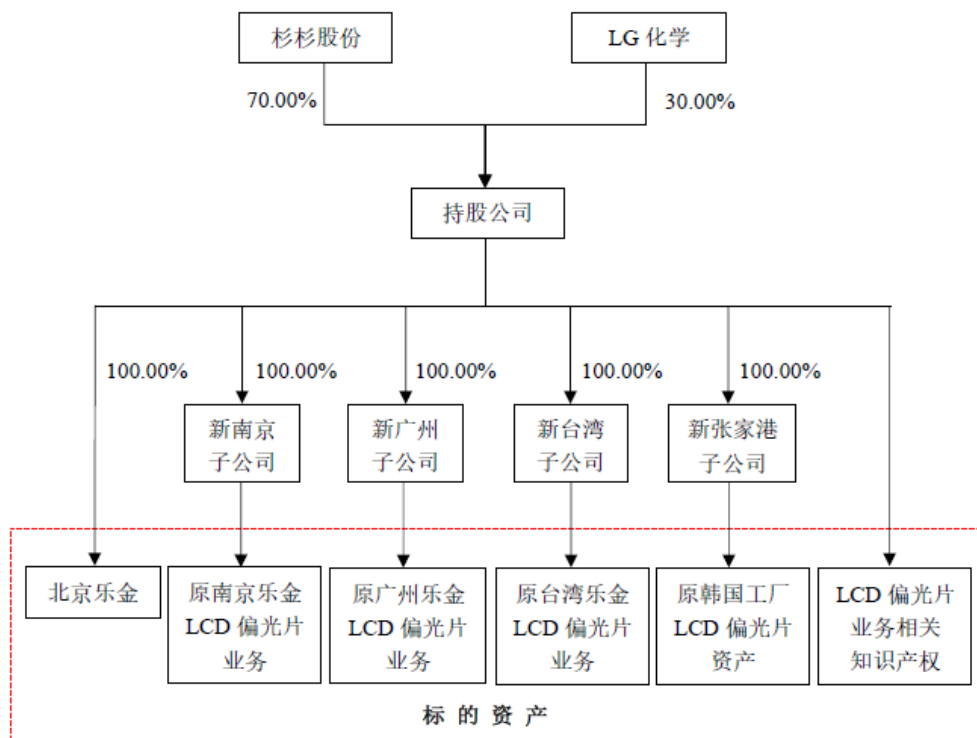 杉杉股份
LG 化学
70.00%
30.00%
持股公司
100.00%
100.00%
100.00%
100.00%
100.00%
新南京
子公司
新广州
子公司
新台湾
子公司
新张家港
子公司
北京乐金
原南京乐金
LCD 偏光片
业务
原广州乐金
LCD 偏光片
业务
原台湾乐金
LCD 偏光片
业务
原韩国工厂
LCD 偏光片
资产
LCD 偏光片
业务相关
知识产权
标 的 资 产